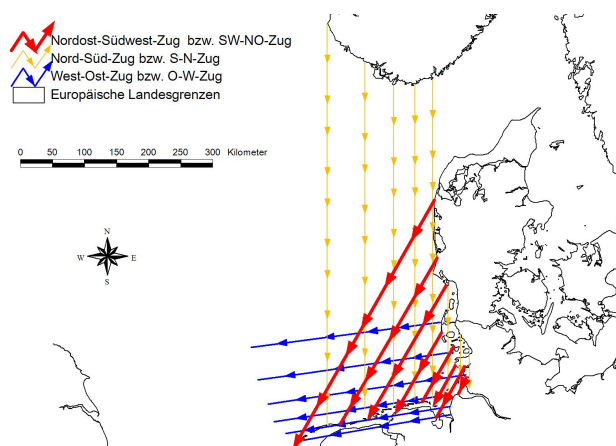 Nordost-Südwest-Zug bzw. SW-NO-Zug
Nord-Süd-Zug bzw. S-N-Zug
West-Ost-Zug bzw. O-W-Zug
Europäische Landesgrenzen
0 50 100 150 200 250 300 Kilometer
N
W E
S